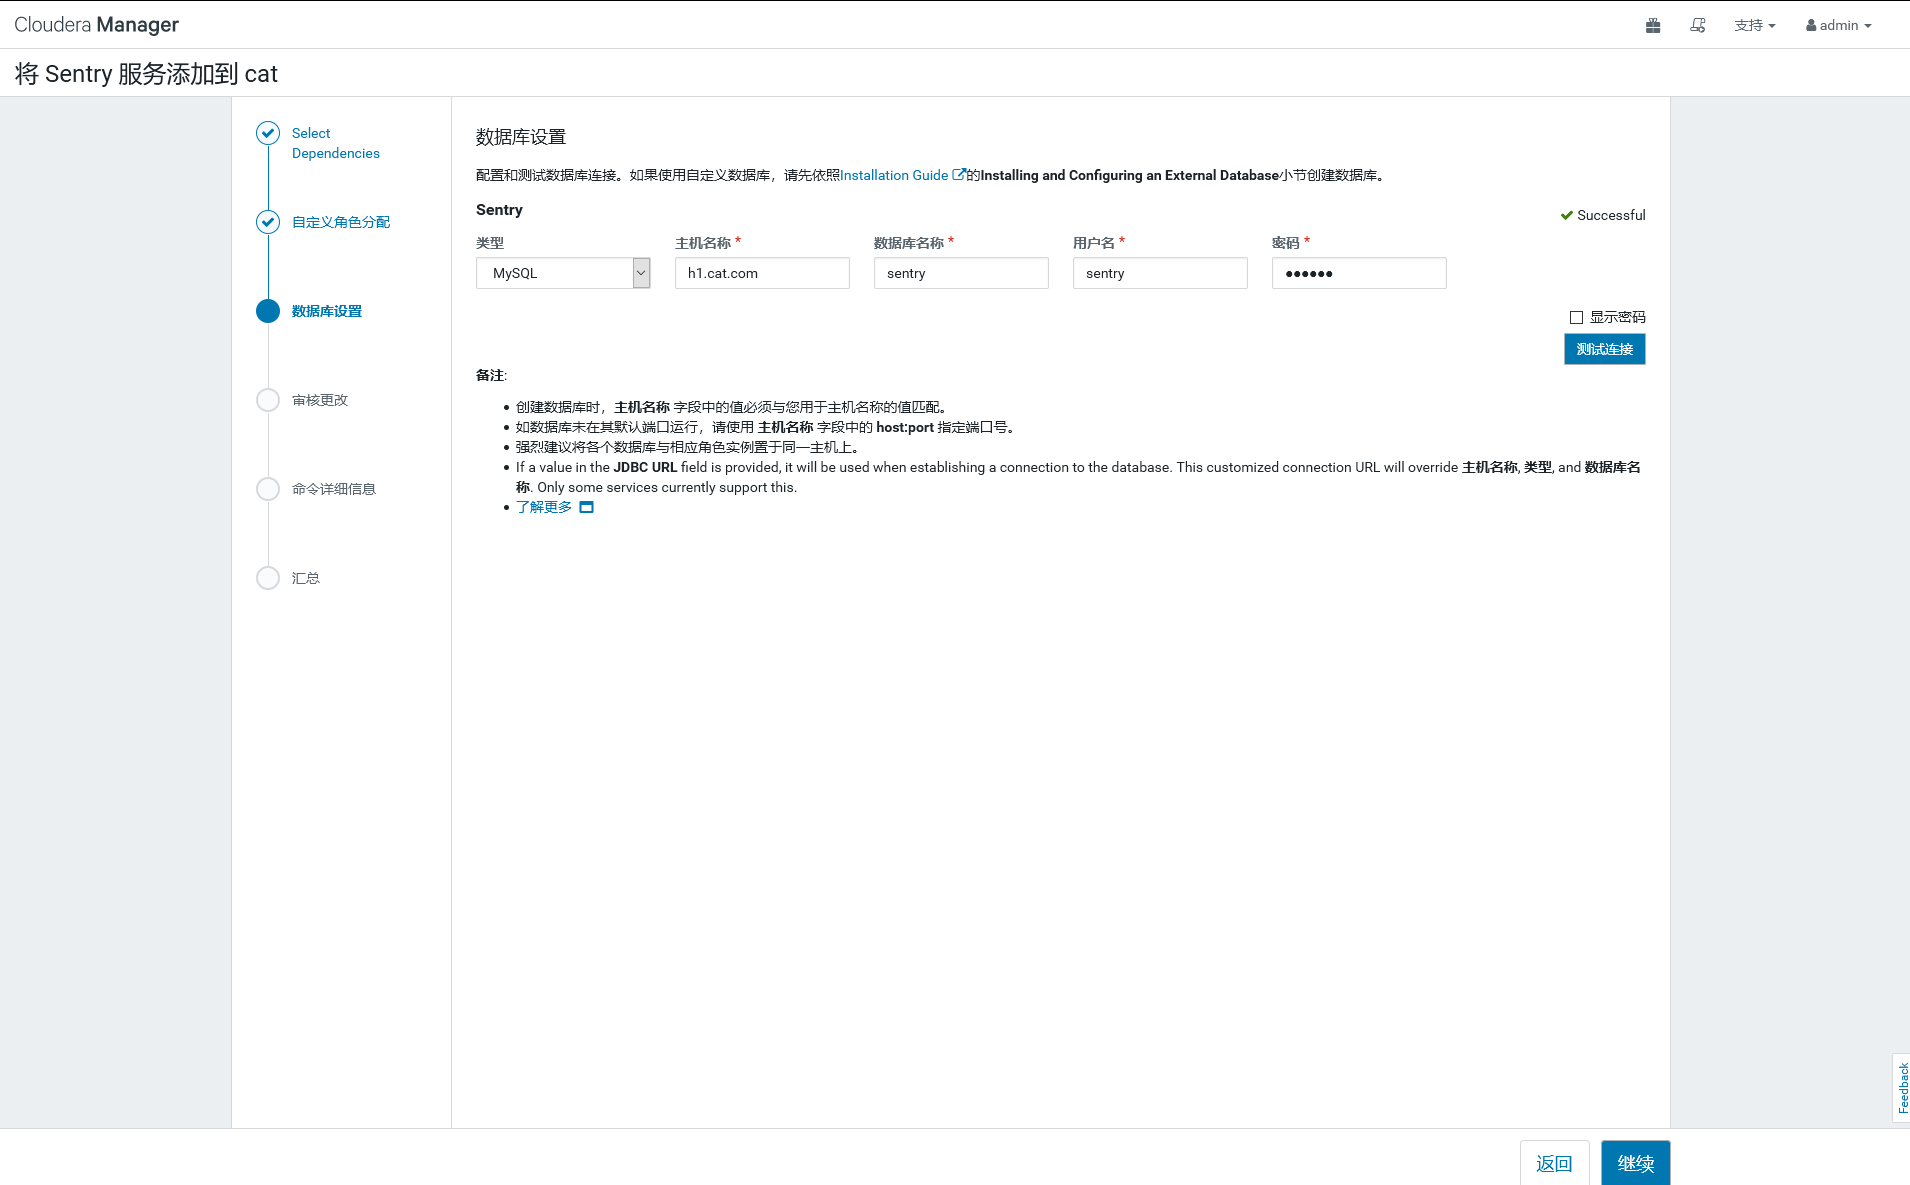 Cloudera Manager
支持
admin
将 Sentry 服务添加到 cat
Select
Dependencies
自定义角色分配
数据库设置
审核更改
命令详细信息
汇总
数据库设置
配置和测试数据库连接。如果使用自定义数据库，请先依照Installation Guide 的Installing and Configuring an External Database小节创建数据库。
Sentry
Successful
类型
主机名称 *
数据库名称 *
用户名 *
密码 *
MySQL
h1.cat.com
sentry
sentry
●●●●●●
显示密码
测试连接
备注:
• 创建数据库时，主机名称 字段中的值必须与您用于主机名称的值匹配。
• 如数据库未在其默认端口运行，请使用 主机名称 字段中的 host:port 指定端口号。
• 强烈建议将各个数据库与相应角色实例置于同一主机上。
• If a value in the JDBC URL field is provided, it will be used when establishing a connection to the database. This customized connection URL will override 主机名称, 类型, and 数据库名
称. Only some services currently support this.
• 了解更多
Feedback
返回
继续